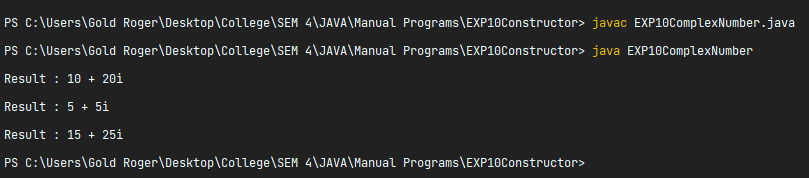 PS C:\Users\Gold Roger\Desktop\College\SEM 4\JAVA\Manual Programs\EXP10Constructor> javac EXP10ComplexNumber.java
PS C:\Users\Gold Roger\Desktop\College\SEM 4\JAVA\Manual Programs\EXP10Constructor> java EXP10ComplexNumber
Result : 10 + 20i
Result : 5 + 5i
Result : 15 + 25i
PS C:\Users\Gold Roger\Desktop\College\SEM 4\JAVA\Manual Programs\EXP10Constructor>